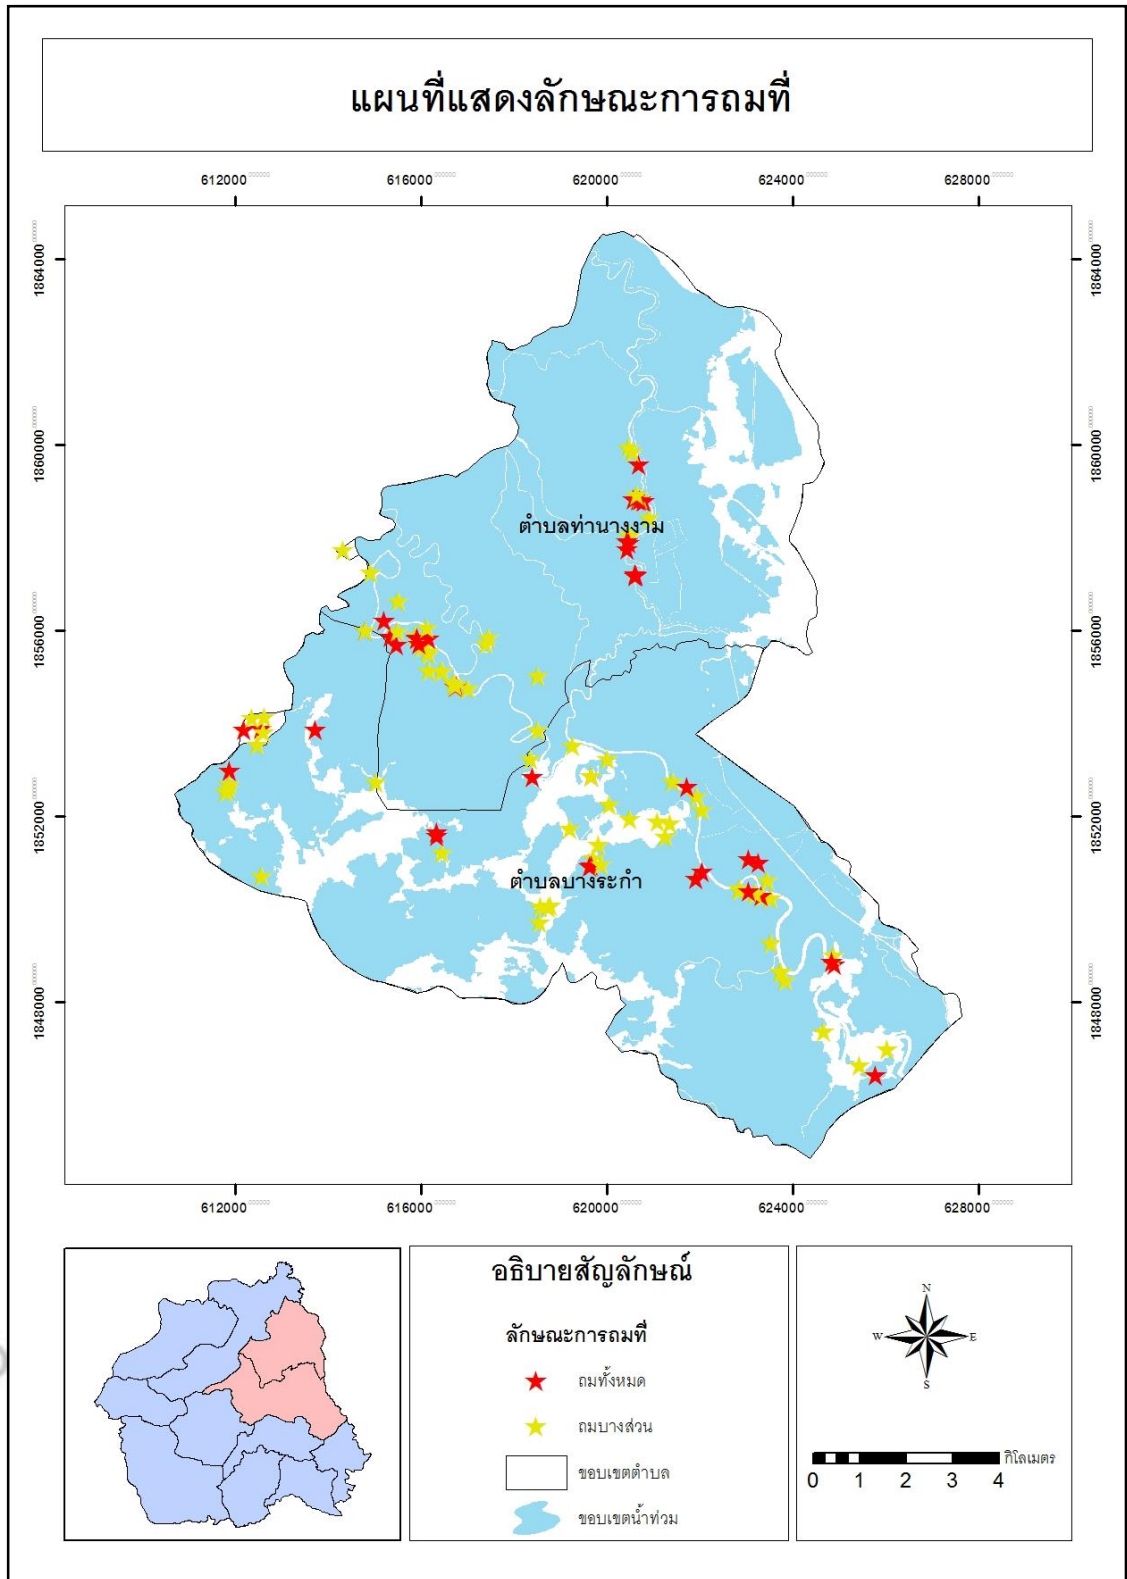 แผนที่แสดงลักษณะการถมที่
612000 616000 620000 624000 628000
1864000 1864000
1860000 1860000
ตำบลท่านางงาม
1856000 1856000
1852000 1852000
ตำบลบางระกำ
1848000 1848000
612000 616000 620000 624000 628000
อธิบายสัญลักษณ์
ลักษณะการถมที่
ถมทั้งหมด
ถมบางส่วน
ขอบเขตตำบล
ขอบเขตน้ำท่วม
N
W E
S
กิโลเมตร
0 1 2 3 4